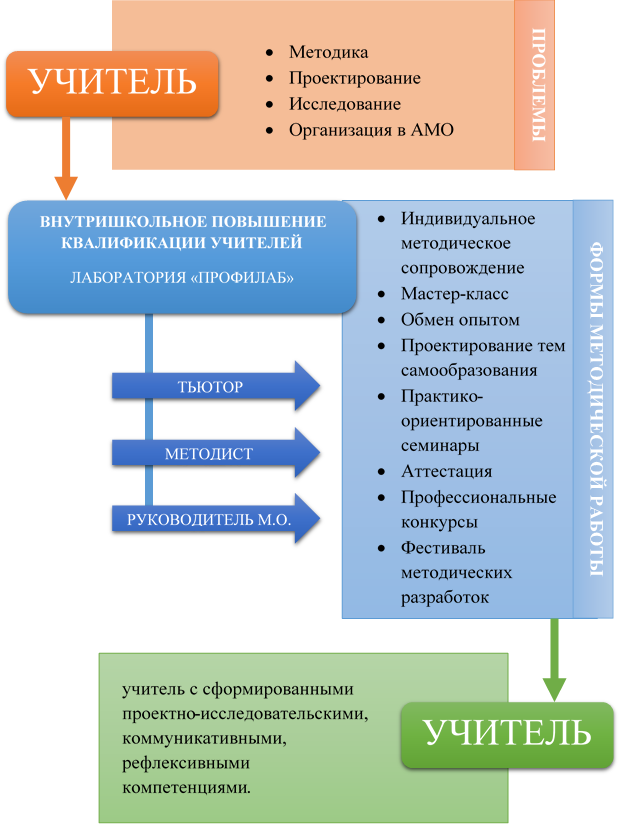 УЧИТЕЛЬ
• Методика
• Проектирование
• Исследование
• Организация в АМО
ПРОБЛЕМЫ
ВНУТРИШКОЛЬНОЕ ПОВЫШЕНИЕ
КВАЛИФИКАЦИИ УЧИТЕЛЕЙ
ЛАБОРАТОРИЯ «ПРОФИЛАБ»
ТЬЮТОР
МЕТОДИСТ
РУКОВОДИТЕЛЬ М.О.
• Индивидуальное
методическое
сопровождение
• Мастер-класс
• Обмен опытом
• Проектирование тем
самообразования
• Практико-
ориентированные
семинары
• Аттестация
• Профессиональные
конкурсы
• Фестиваль
методических
разработок
ФОРМЫ МЕТОДИЧЕСКОЙ РАБОТЫ
учитель с сформированными
проектно-исследовательскими,
коммуникативными,
рефлексивными
компетенциями.
УЧИТЕЛЬ